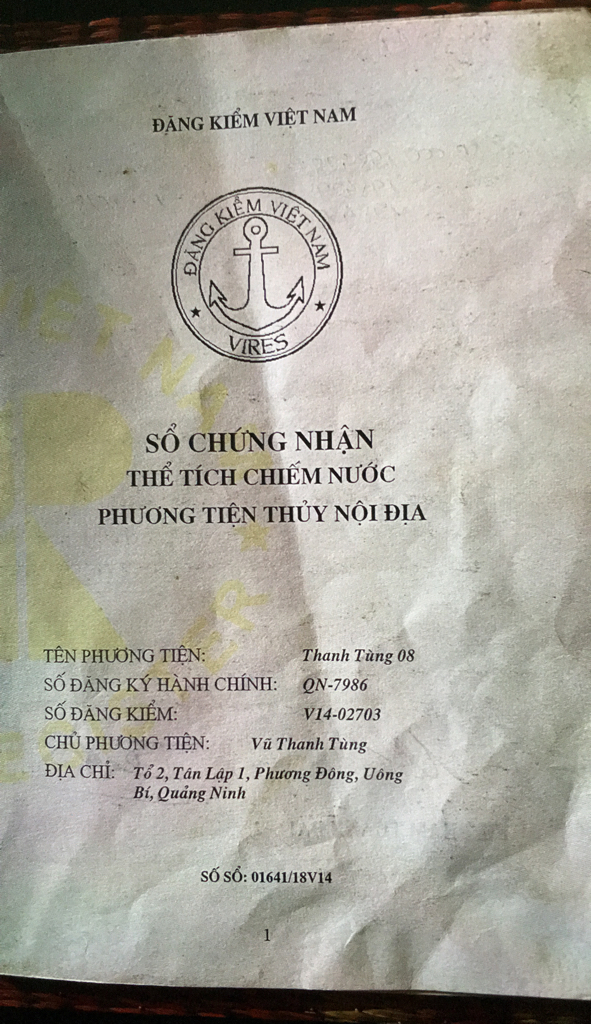 ĐĂNG KIỂM VIỆT NAM
ĐĂNG KIỂM VIỆT NAM
VIRES
SỔ CHỨNG NHẬN
THỂ TÍCH CHIẾM NƯỚC
PHƯƠNG TIỆN THỦY NỘI ĐỊA
TÊN PHƯƠNG TIỆN: Thanh Tùng 08
SỐ ĐĂNG KÝ HÀNH CHÍNH: QN-7986
SỐ ĐĂNG KIỂM: V14-02703
CHỦ PHƯƠNG TIỆN: Vũ Thanh Tùng
ĐỊA CHỈ: Tổ 2, Tân Lập 1, Phương Đông, Uông
Bí, Quảng Ninh
SỐ SỔ: 01641/18V14
1